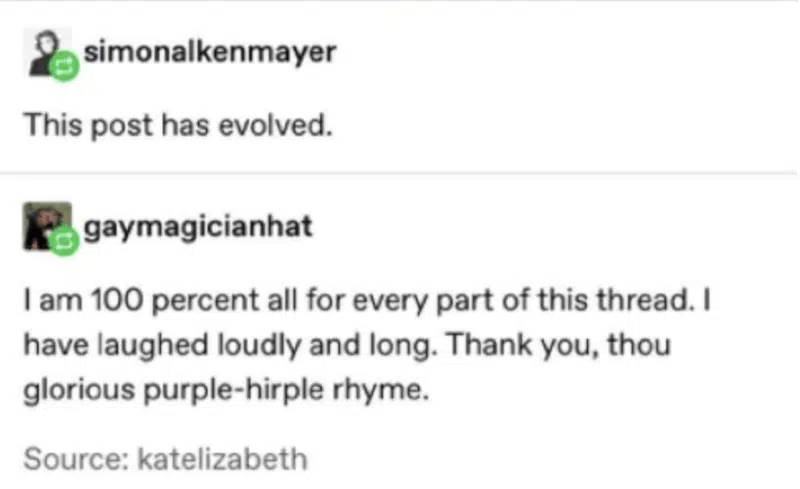 simonalkenmayer
This post has evolved.
gaymagicianhat
I am 100 percent all for every part of this thread. I
have laughed loudly and long. Thank you, thou
glorious purple-hirple rhyme.
Source: katelizabeth